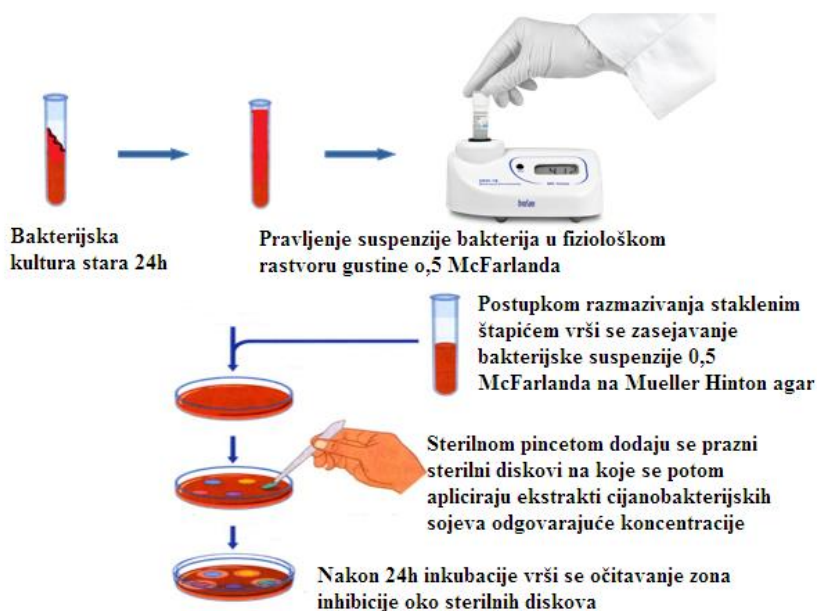 Bakterijska
kultura stara 24h
Pravljenje suspenzije bakterija u fiziološkom
rastvoru gustine o,5 McFarlanda
Postupkom razmazivanja staklenim
štapićem vrši se zasejavanje
bakterijske suspenzije 0,5
McFarlanda na Mueller Hinton agar
Sterilnom pincetom dodaju se prazni
sterilni diskovi na koje se potom
apliciraju ekstrakti cijanobakterijskih
sojeva odgovarajuće koncentracije
Nakon 24h inkubacije vrši se očitavanje zona
inhibicije oko sterilnih diskova